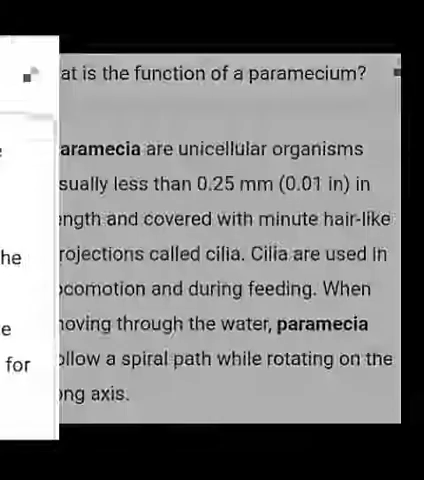 at is the function of a paramecium?
aramecia are unicellular organisms
sually less than 0.25 mm (0.01 in) in
ngth and covered with minute hair-like
rojections called cilia. Cilia are used in
he
comotion and during feeding. When
e
oving through the water, paramecia
for
ollow a spiral path while rotating on the
ng axis.